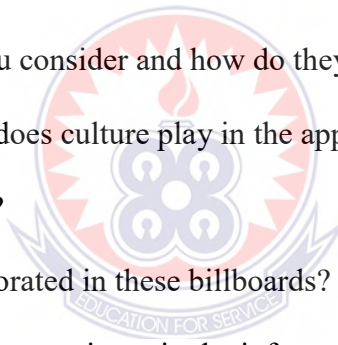 u consider and how do they
does culture play in the app
?
orated in these billboards?
EDUCATION FOR SERVICE